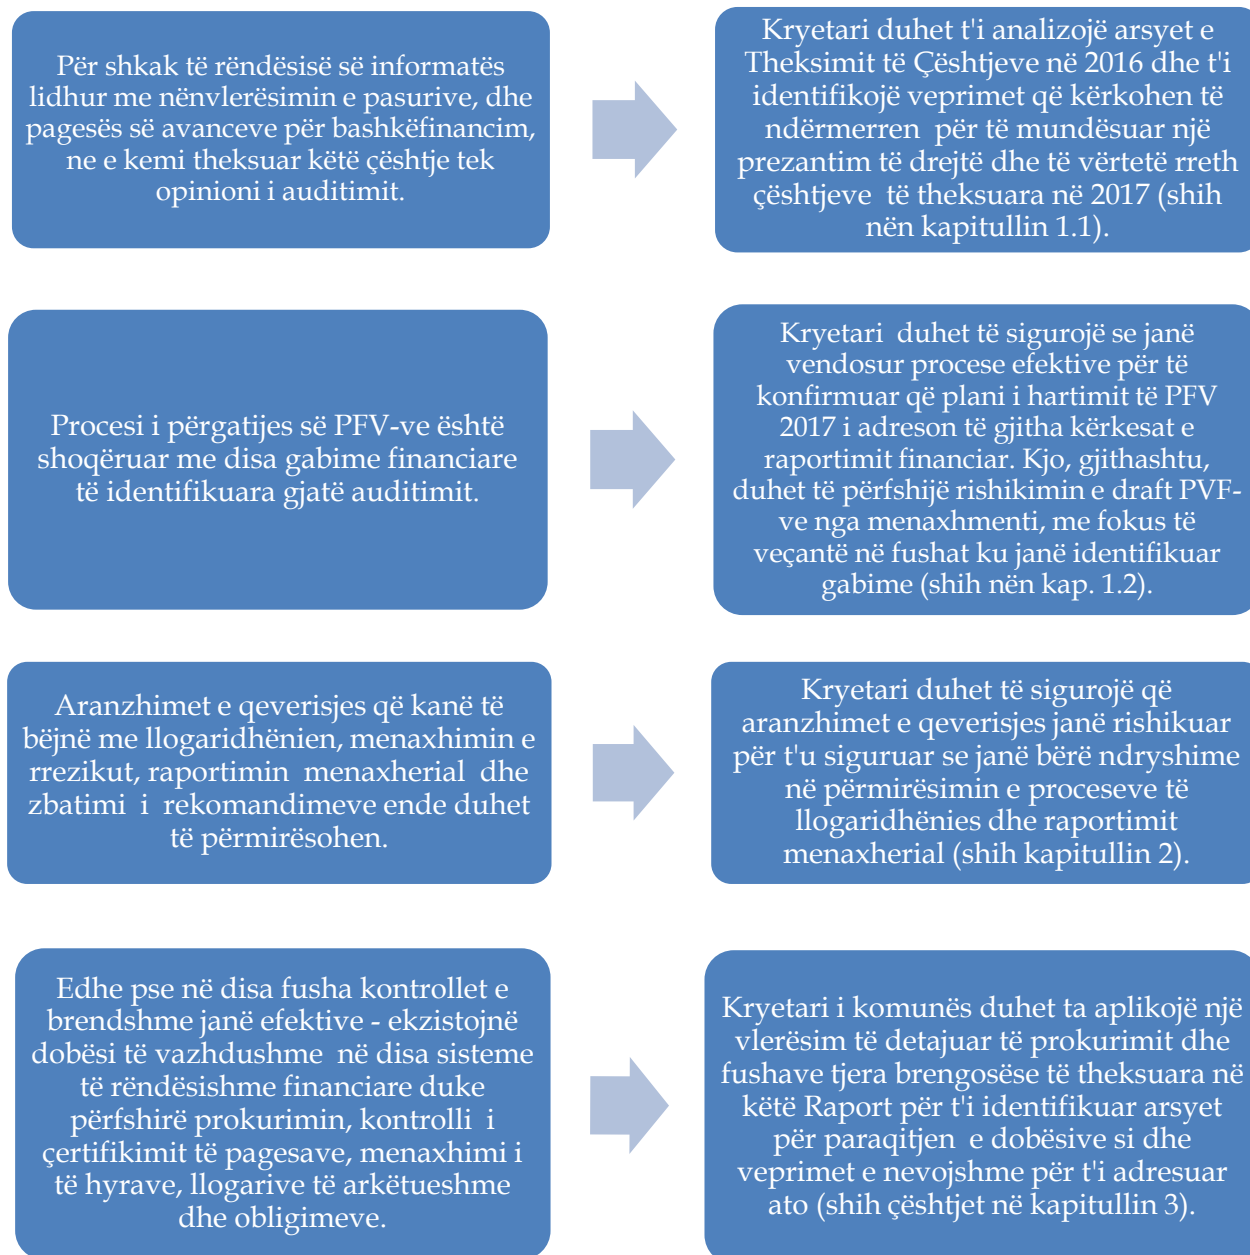 Për shkak të rëndësisë së informatës
lidhur me nënvlerësimin e pasurive, dhe
pagesës së avanceve për bashkëfinancim,
ne e kemi theksuar këtë çështje tek
opinioni i auditimit.
Kryetari duhet t'i analizojë arsyet e
Theksimit të Çështjeve në 2016 dhe t'i
identifikojë veprimet që kërkohen të
ndërmerren për të mundësuar një
prezantim të drejtë dhe të vërtetë rreth
çështjeve të theksuara në 2017 (shih
nën kapitullin 1.1).
Procesi i përgatijes së PFV-ve është
shoqëruar me disa gabime financiare
të identifikuara gjatë auditimit.
Kryetari duhet të sigurojë se janë
vendosur procese efektive për të
konfirmuar që plani i hartimit të PFV
2017 i adreson të gjitha kërkesat e
raportimit financiar. Kjo, gjithashtu,
duhet të përfshijë rishikimin e draft PVF-
ve nga menaxhmenti, me fokus të
veçantë në fushat ku janë identifikuar
gabime (shih nën kap. 1.2).
Aranzhimet e qeverisjes që kanë të
bëjnë me llogaridhënien, menaxhimin e
rrezikut, raportimin menaxherial dhe
zbatimi i rekomandimeve ende duhet
të përmirësohen.
Kryetari duhet të sigurojë që
aranzhimet e qeverisjes janë rishikuar
për t'u siguruar se janë bërë ndryshime
në përmirësimin e proceseve të
llogaridhënies dhe raportimit
menaxherial (shih kapitullin 2).
Edhe pse në disa fusha kontrollet e
brendshme janë efektive - ekzistojnë
dobësi të vazhdushme në disa sisteme
të rëndësishme financiare duke
përfshirë prokurimin, kontrolli i
çertifikimit të pagesave, menaxhimi i
të hyrave, llogarive të arkëtueshme
dhe obligimeve.
Kryetari i komunës duhet ta aplikojë një
vlerësim të detajuar të prokurimit dhe
fushave tjera brengosëse të theksuara në
këtë Raport për t'i identifikuar arsyet
për paraqitjen e dobësive si dhe
veprimet e nevojshme për t'i adresuar
ato (shih çështjet në kapitullin 3).